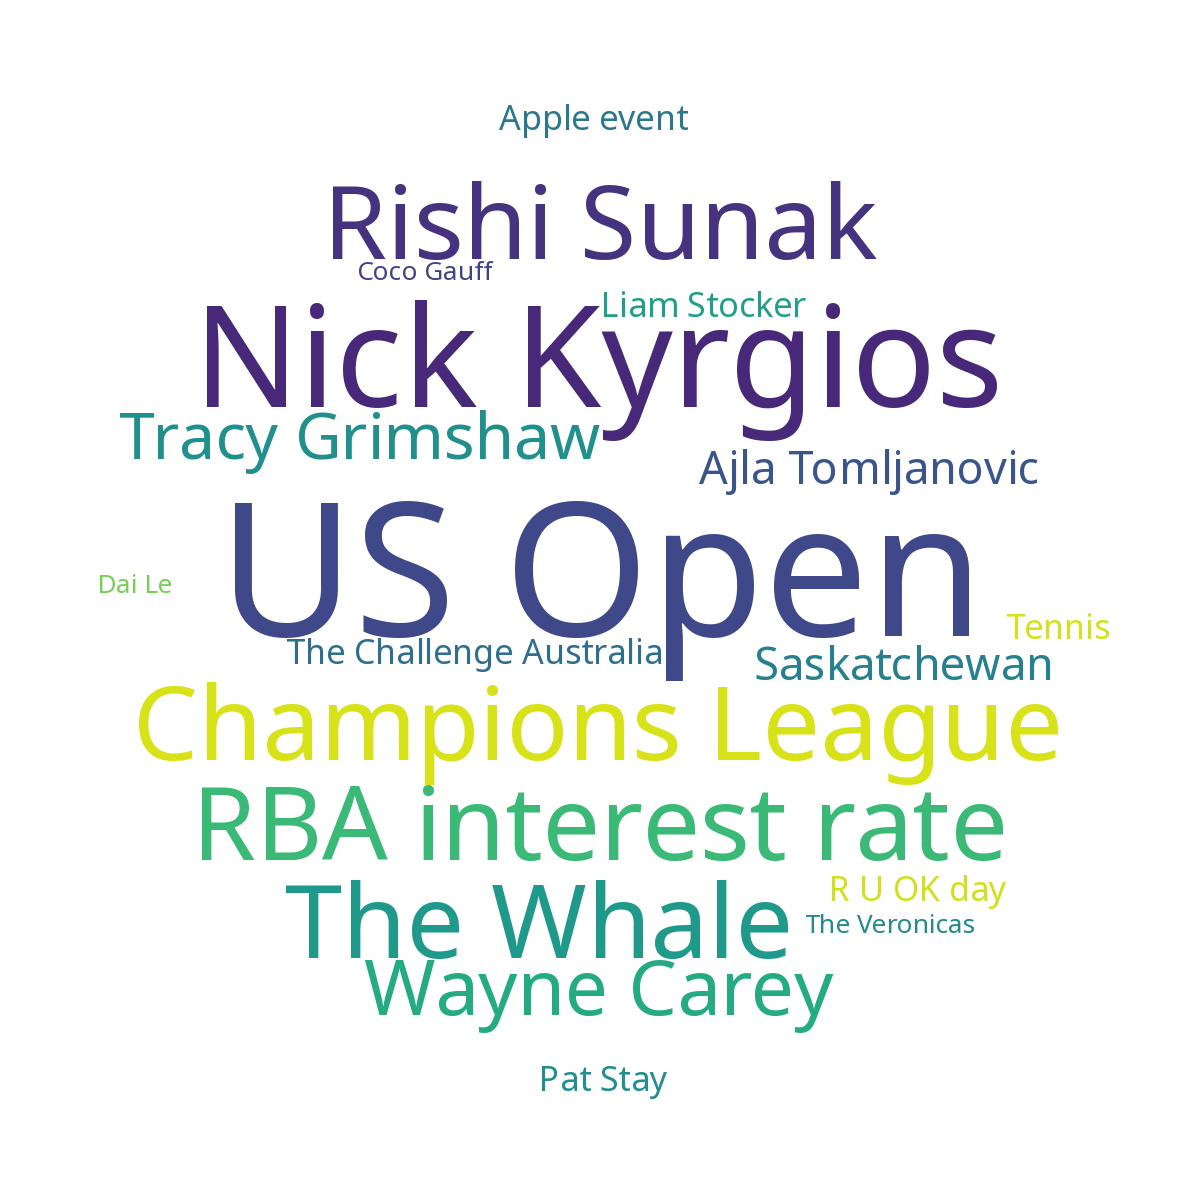 Apple event
Rishi Sunak
Coco Gauff
Liam Stocker
Nick Kyrgios
Tracy Grimshaw
Ajla Tomljanovic
US Open
Dai Le
Tennis
The Challenge Australia
Saskatchewan
Champions League
RBA interest rate
R U OK day
The Whale
The Veronicas
Wayne Carey
Pat Stay